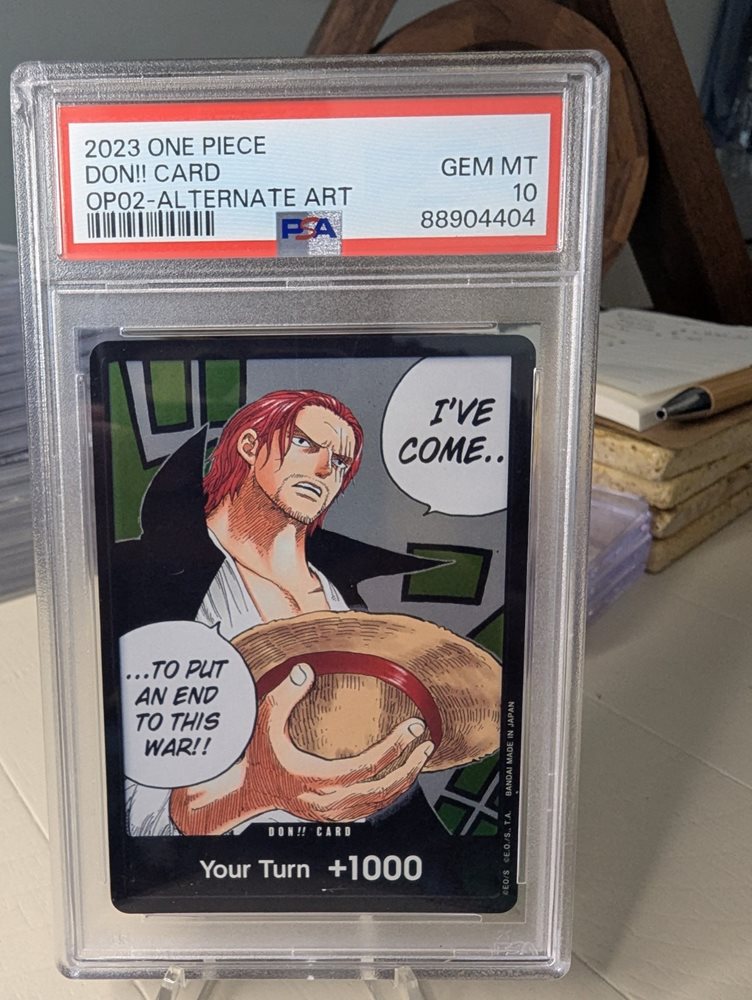 2023 ONE PIECE
DON!! CARD
OP02-ALTERNATE ART
GEM MT
10
88904404
PSA
I'VE
COME..
...TO PUT
AN END
TO THIS
WAR!!
DON!! CARD
Your Turn +1000
©EO/S ©E.O./S., T.A. BANDAI MADE IN JAPAN